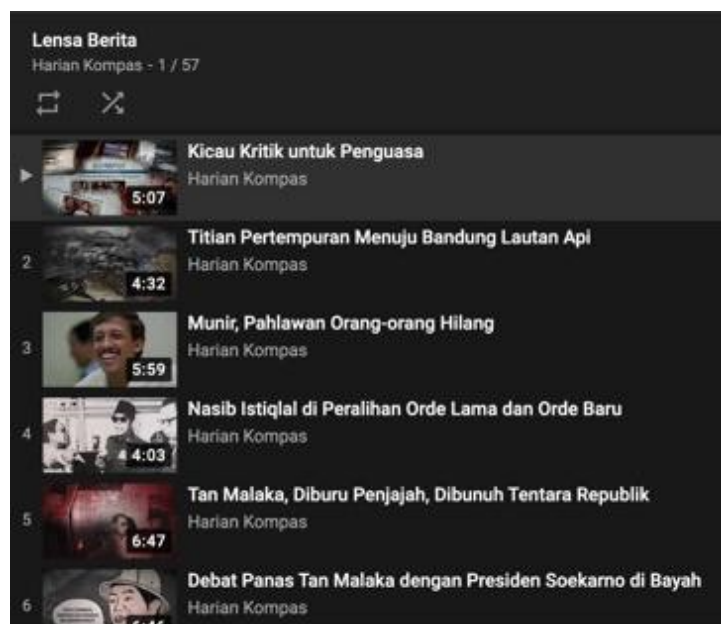 Lensa Berita
Harian Kompas - 1 / 57
Kicau Kritik untuk Penguasa
Harian Kompas
5:07
2
Titian Pertempuran Menuju Bandung Lautan Api
Harian Kompas
4:32
3
Munir, Pahlawan Orang-orang Hilang
Harian Kompas
5:59
4
Nasib Istiqlal di Peralihan Orde Lama dan Orde Baru
Harian Kompas
4:03
5
Tan Malaka, Diburu Penjajah, Dibunuh Tentara Republik
Harian Kompas
6:47
6
Debat Panas Tan Malaka dengan Presiden Soekarno di Bayah
Harian Kompas